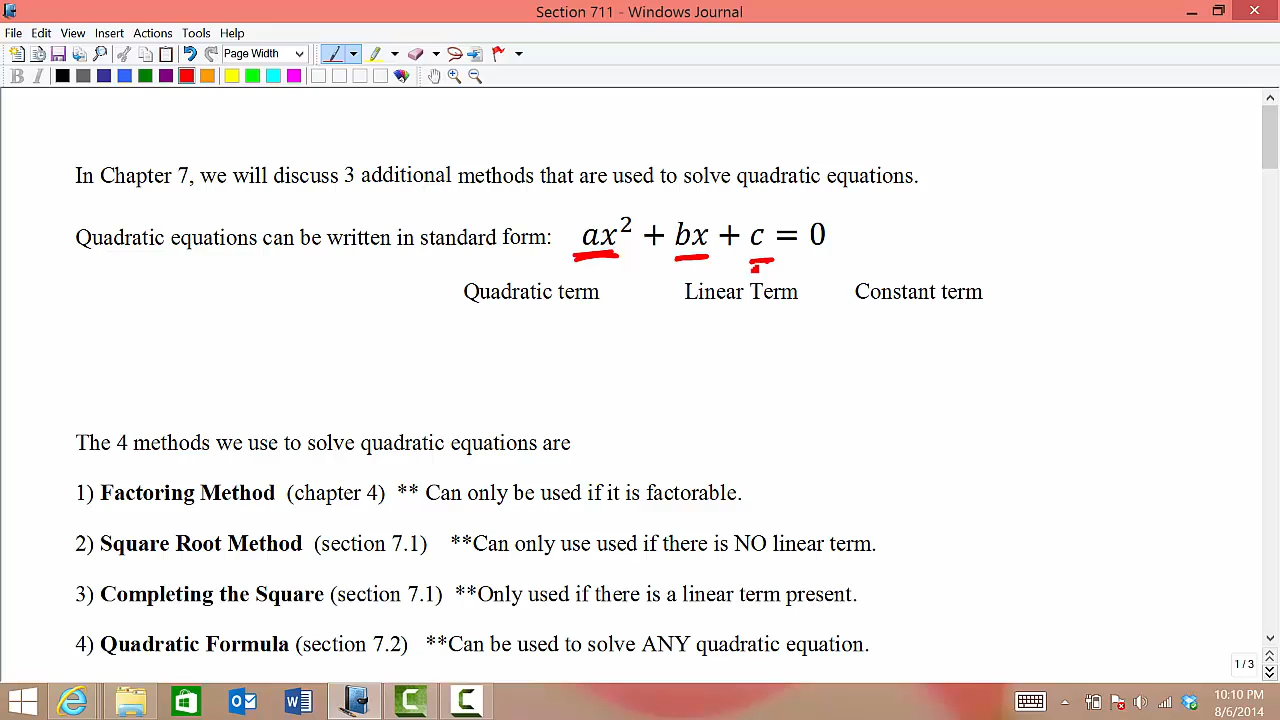 Section 711 - Windows Journal
File Edit View Insert Actions Tools Help
Page Width
B I
In Chapter 7, we will discuss 3 additional methods that are used to solve quadratic equations.
Quadratic equations can be written in standard form: ax² + bx + c = 0
Quadratic term Linear Term Constant term
The 4 methods we use to solve quadratic equations are
1) Factoring Method (chapter 4) ** Can only be used if it is factorable.
2) Square Root Method (section 7.1) **Can only use used if there is NO linear term.
3) Completing the Square (section 7.1) **Only used if there is a linear term present.
4) Quadratic Formula (section 7.2) **Can be used to solve ANY quadratic equation.
1 / 3
10:10 PM
8/6/2014